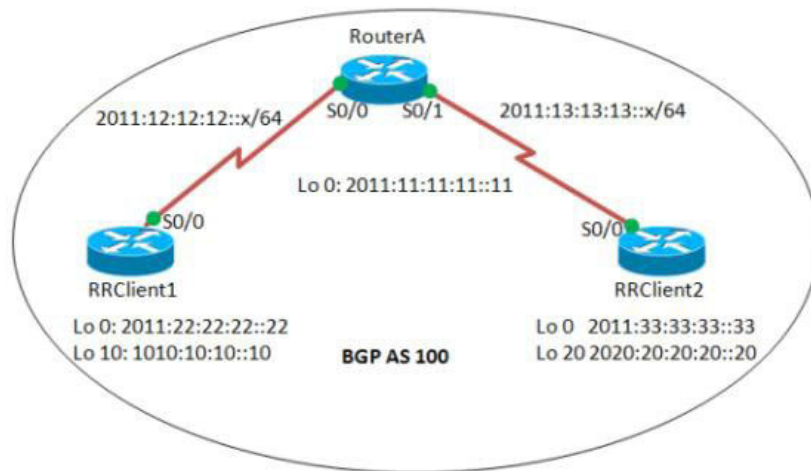 RouterA
2011:12:12:12::x/64
S0/0
S0/1
2011:13:13:13::x/64
Lo 0: 2011:11:11:11::11
S0/0
S0/0
RRClient1
RRClient2
Lo 0: 2011:22:22:22::22
Lo 10: 1010:10:10::10
BGP AS 100
Lo 0 2011:33:33:33::33
Lo 20 2020:20:20:20::20